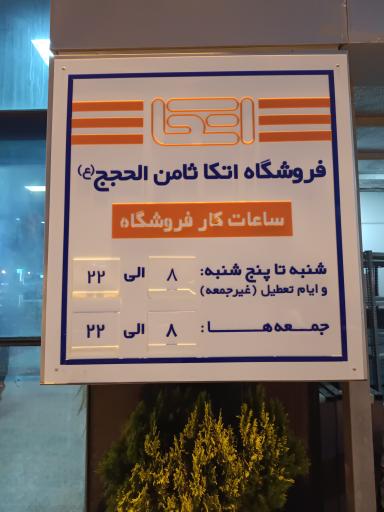 اتکا
فروشگاه اتکا ثامن الحجج (ع)
ساعات کار فروشگاه
شنبه تا پنج شنبه: ۸ الی ۲۲
و ایام تعطیل (غیرجمعه)
جمعه هـــا: ۸ الی ۲۲